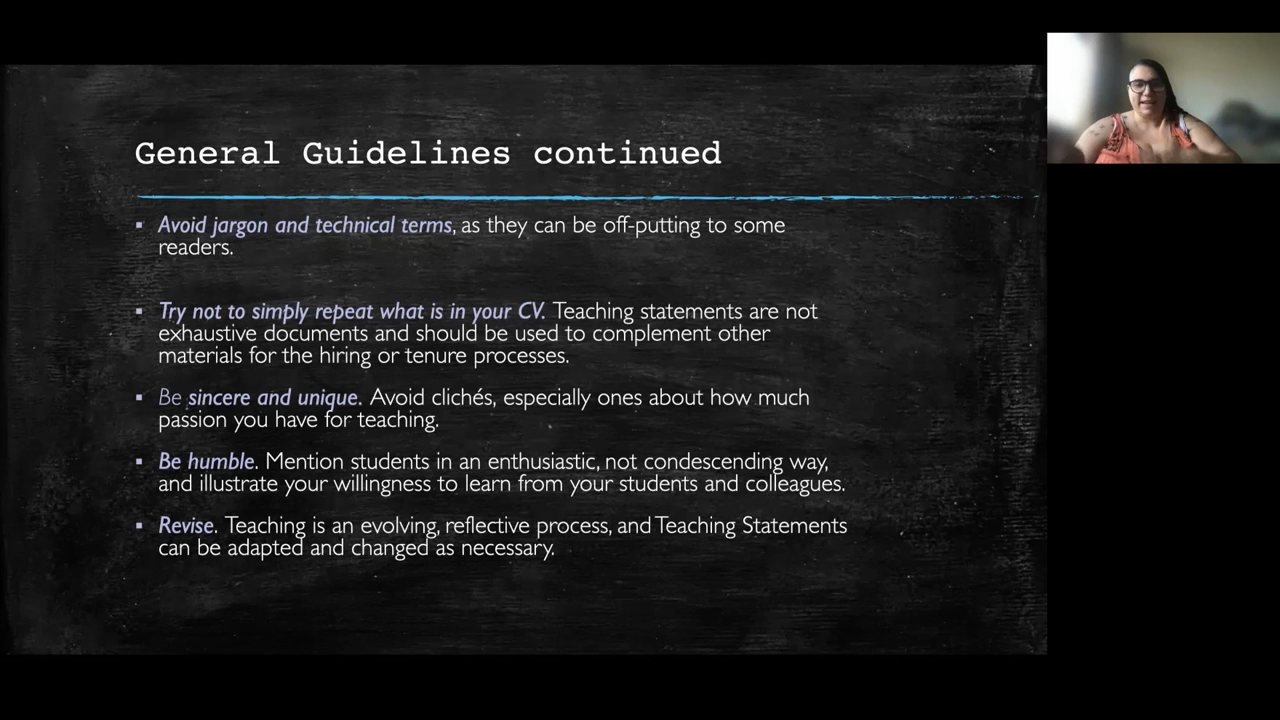 General Guidelines continued
▪ Avoid jargon and technical terms, as they can be off-putting to some
readers.
▪ Try not to simply repeat what is in your CV. Teaching statements are not
exhaustive documents and should be used to complement other
materials for the hiring or tenure processes.
▪ Be sincere and unique. Avoid clichés, especially ones about how much
passion you have for teaching.
▪ Be humble. Mention students in an enthusiastic, not condescending way,
and illustrate your willingness to learn from your students and colleagues.
▪ Revise. Teaching is an evolving, reflective process, and Teaching Statements
can be adapted and changed as necessary.